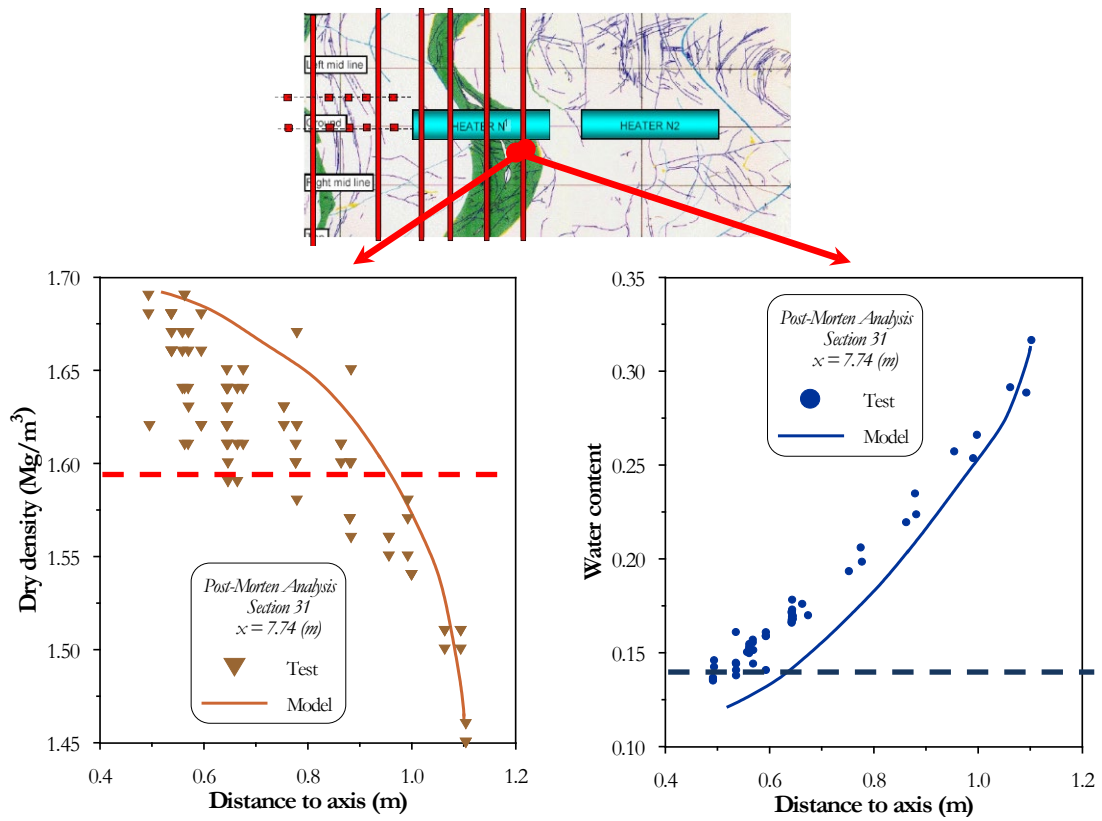 Left mid line
Ground
HEATER N1
HEATER N2
Right mid line
1.70
1.65
1.60
1.55
1.50
1.45
0.4
0.6
0.8
1.0
1.2
Dry density (Mg/m³)
Distance to axis (m)
Post-Morten Analysis
Section 31
x = 7.74 (m)
Test
Model
0.35
0.30
0.25
0.20
0.15
0.10
0.4
0.6
0.8
1.0
1.2
Water content
Distance to axis (m)
Post-Morten Analysis
Section 31
x = 7.74 (m)
Test
Model